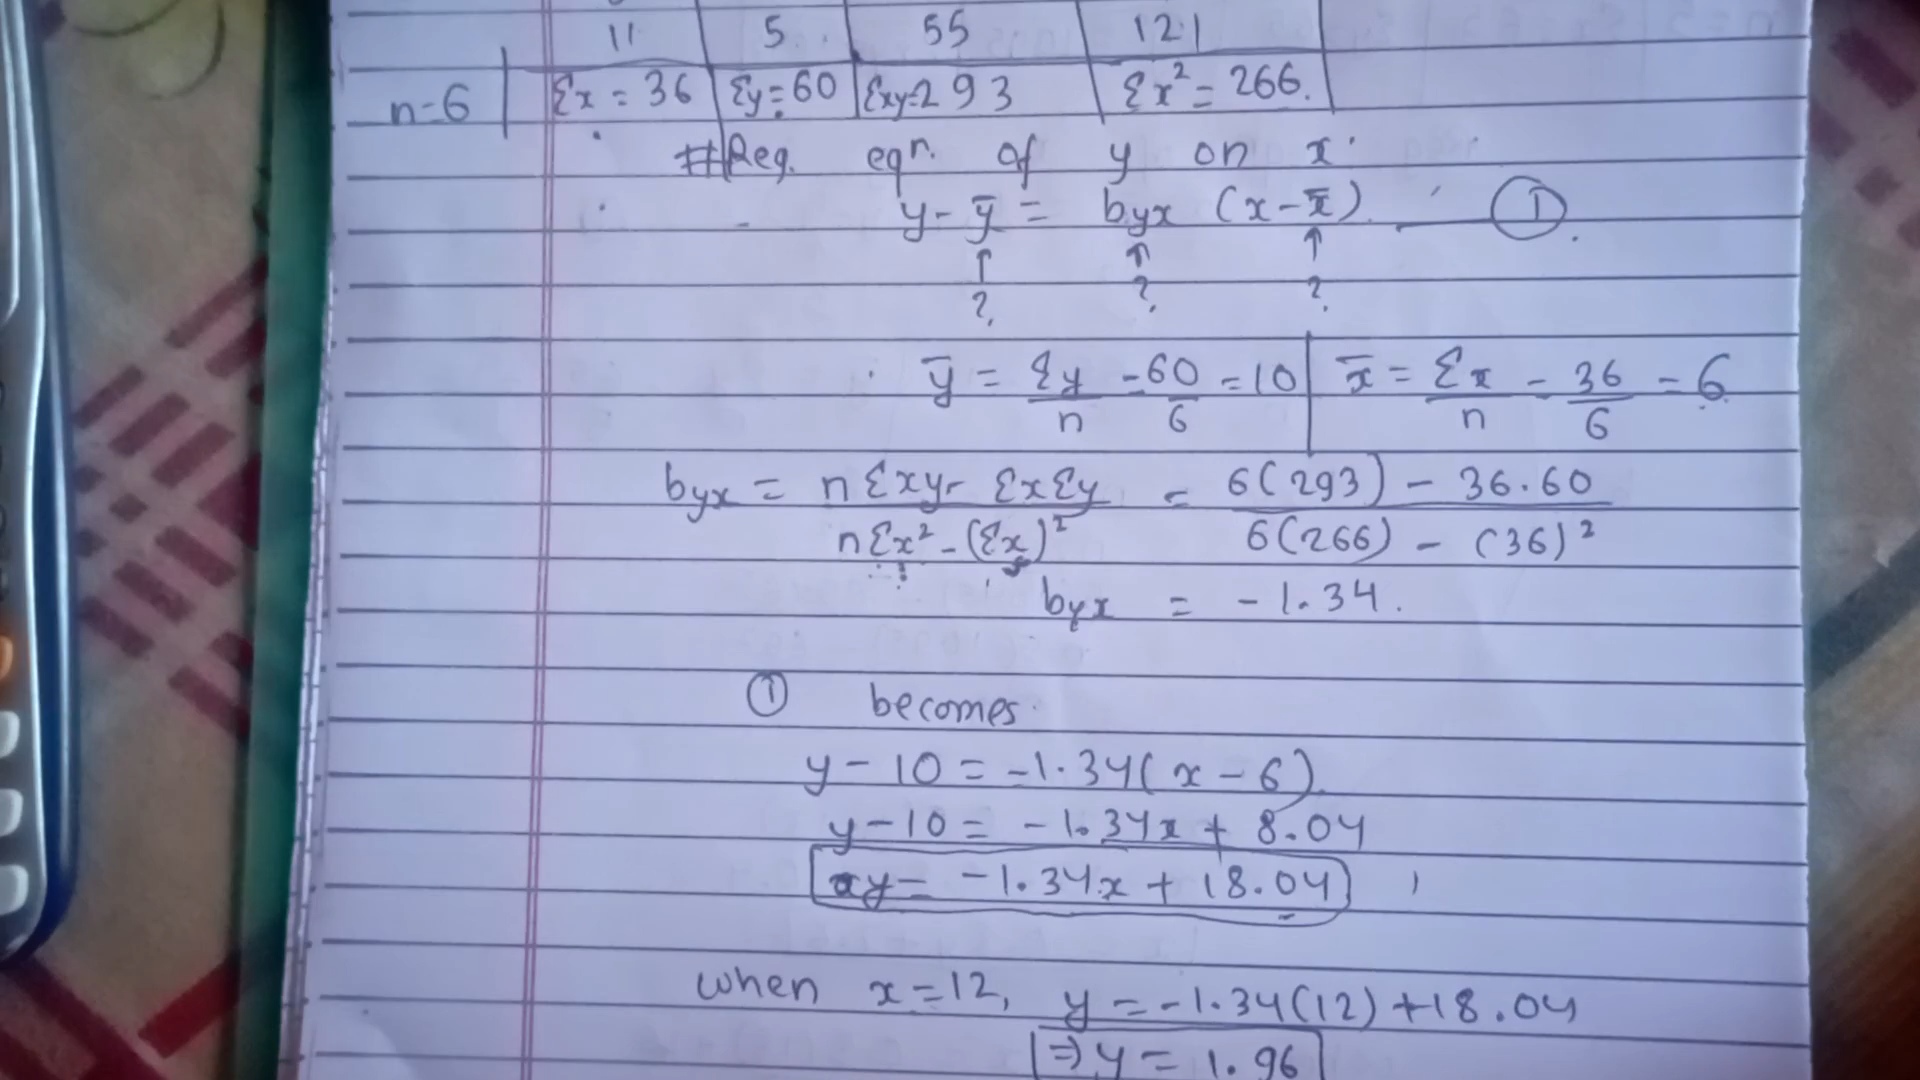 11 5 55 121
n=6 Σx = 36 Σy=60 Σxy=293 Σx² = 266.
#Reg. eqn. of y on x.
y - ȳ = byx (x - x̄) ①
↑ ↑ ↑
? ? ?
ȳ = Σy/n = 60/6 = 10 | x̄ = Σx/n = 36/6 = 6
byx = (nΣxy - ΣxΣy)/(nΣx² - (Σx)²) = (6(293) - 36.60)/(6(266) - (36)²)
byx = -1.34.
① becomes
y - 10 = -1.34(x - 6)
y - 10 = -1.34x + 8.04
y = -1.34x + 18.04
when x=12, y = -1.34(12) + 18.04
⇒ y = 1.96